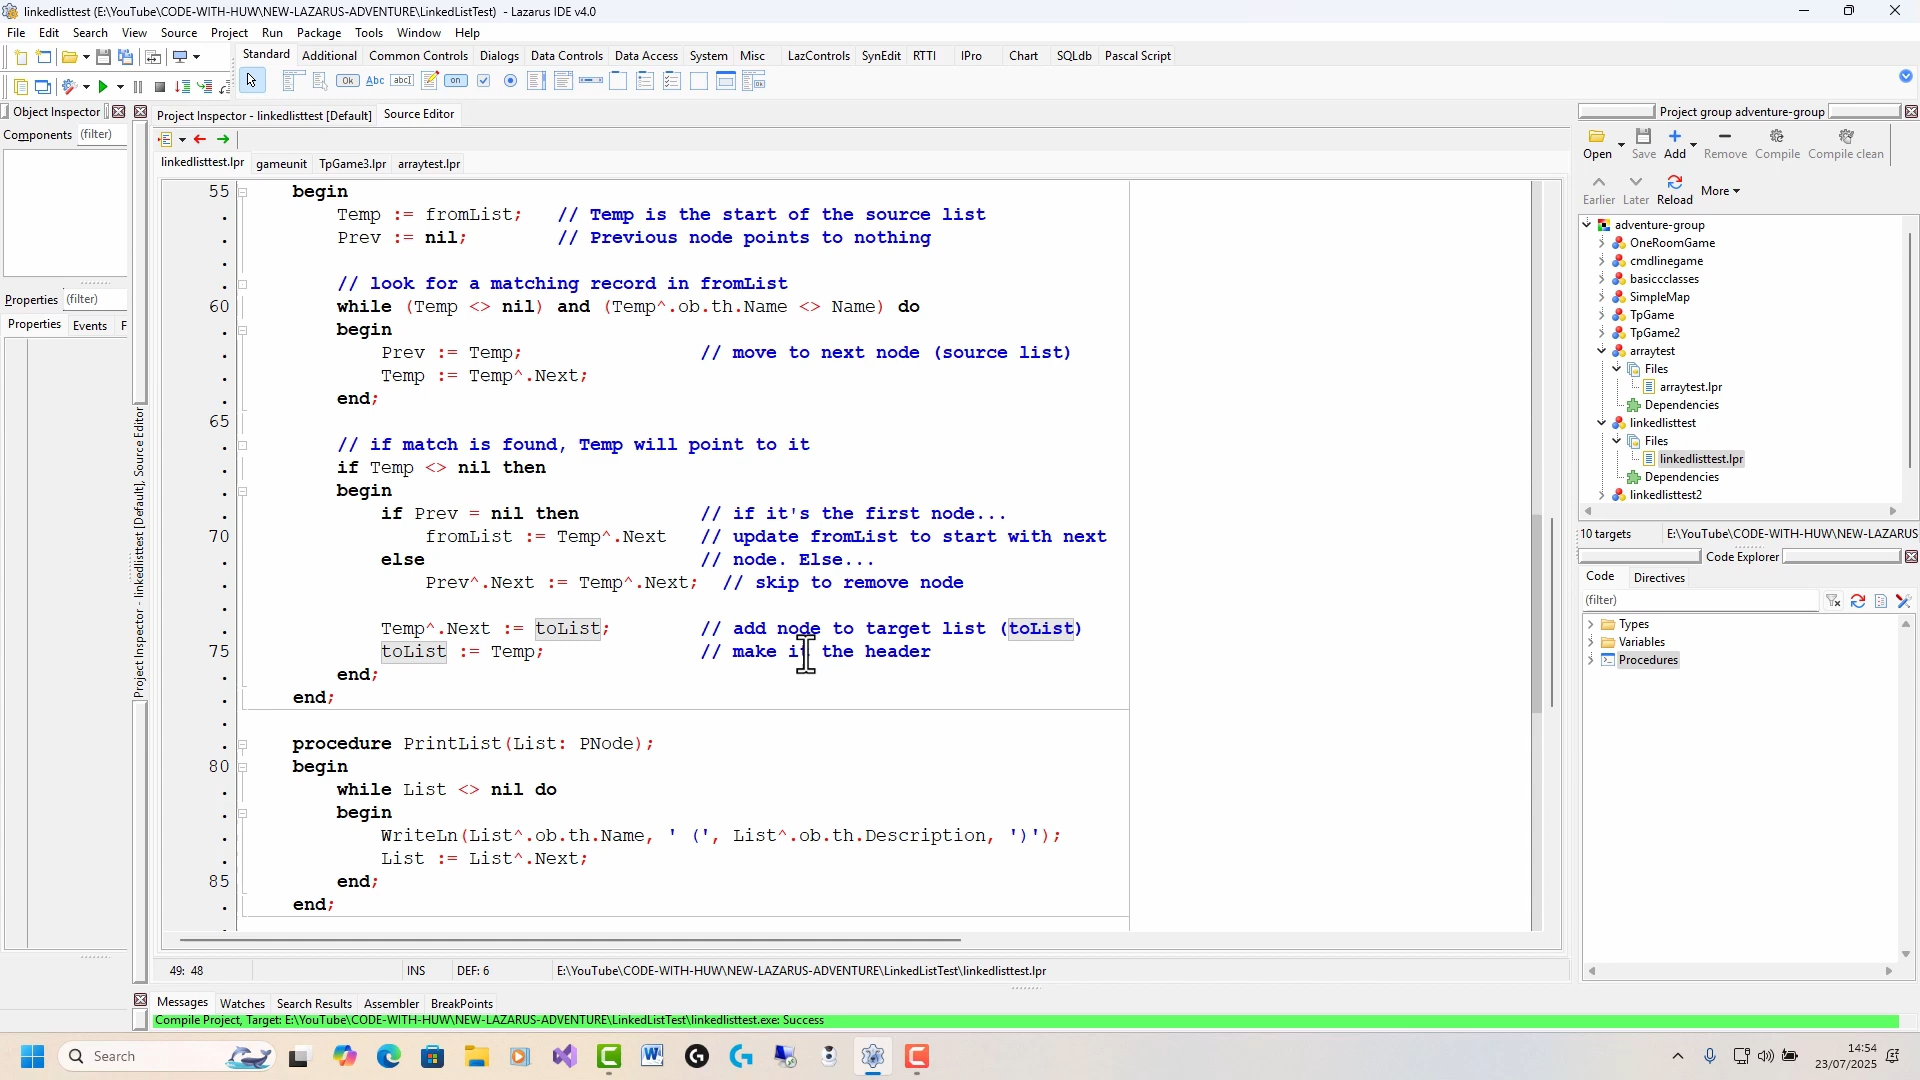 linkedlisttest (E:\YouTube\CODE-WITH-HUW\NEW-LAZARUS-ADVENTURE\LinkedListTest) - Lazarus IDE v4.0
File Edit Search View Source Project Run Package Tools Window Help
Standard Additional Common Controls Dialogs Data Controls Data Access System Misc LazControls SynEdit RTTI IPro Chart SQLdb Pascal Script
Ok Abc abcI on
Object Inspector
Components (filter)
Properties (filter)
Properties Events F
Project Inspector - linkedlisttest [Default], Source Editor
Project Inspector - linkedlisttest [Default] Source Editor
linkedlisttest.lpr gameunit TpGame3.lpr arraytest.lpr
55 begin
. Temp := fromList; // Temp is the start of the source list
. Prev := nil; // Previous node points to nothing
.
. // look for a matching record in fromList
60 while (Temp <> nil) and (Temp^.ob.th.Name <> Name) do
. begin
. Prev := Temp; // move to next node (source list)
. Temp := Temp^.Next;
. end;
65
. // if match is found, Temp will point to it
. if Temp <> nil then
. begin
. if Prev = nil then // if it's the first node...
70 fromList := Temp^.Next // update fromList to start with next
. else // node. Else...
. Prev^.Next := Temp^.Next; // skip to remove node
.
. Temp^.Next := toList; // add node to target list (toList)
75 toList := Temp; // make it the header
. end;
. end;
.
. procedure PrintList(List: PNode);
80 begin
. while List <> nil do
. begin
. WriteLn(List^.ob.th.Name, ' (', List^.ob.th.Description, ')');
. List := List^.Next;
85 end;
. end;
.
49: 48 INS DEF: 6 E:\YouTube\CODE-WITH-HUW\NEW-LAZARUS-ADVENTURE\LinkedListTest\linkedlisttest.lpr
Messages Watches Search Results Assembler BreakPoints
Compile Project, Target: E:\YouTube\CODE-WITH-HUW\NEW-LAZARUS-ADVENTURE\LinkedListTest\linkedlisttest.exe: Success
Project group adventure-group
Open Save Add Remove Compile Compile clean
Earlier Later Reload More
adventure-group
OneRoomGame
cmdlinegame
basiccclasses
SimpleMap
TpGame
TpGame2
arraytest
Files
arraytest.lpr
Dependencies
linkedlisttest
Files
linkedlisttest.lpr
Dependencies
linkedlisttest2
10 targets E:\YouTube\CODE-WITH-HUW\NEW-LAZARUS
Code Explorer
Code Directives
(filter)
Types
Variables
Procedures
Search
14:54
23/07/2025